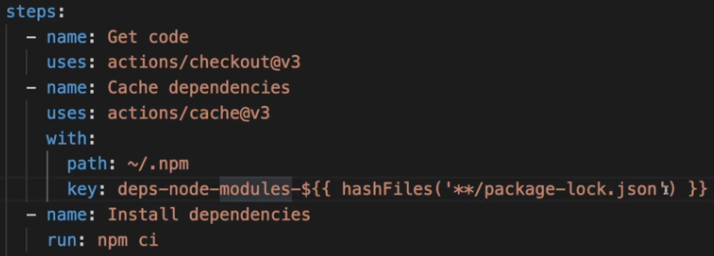 steps:
- name: Get code
uses: actions/checkout@v3
- name: Cache dependencies
uses: actions/cache@v3
with:
path: ~/.npm
key: deps-node-modules-${{ hashFiles('**/package-lock.json') }}
- name: Install dependencies
run: npm ci